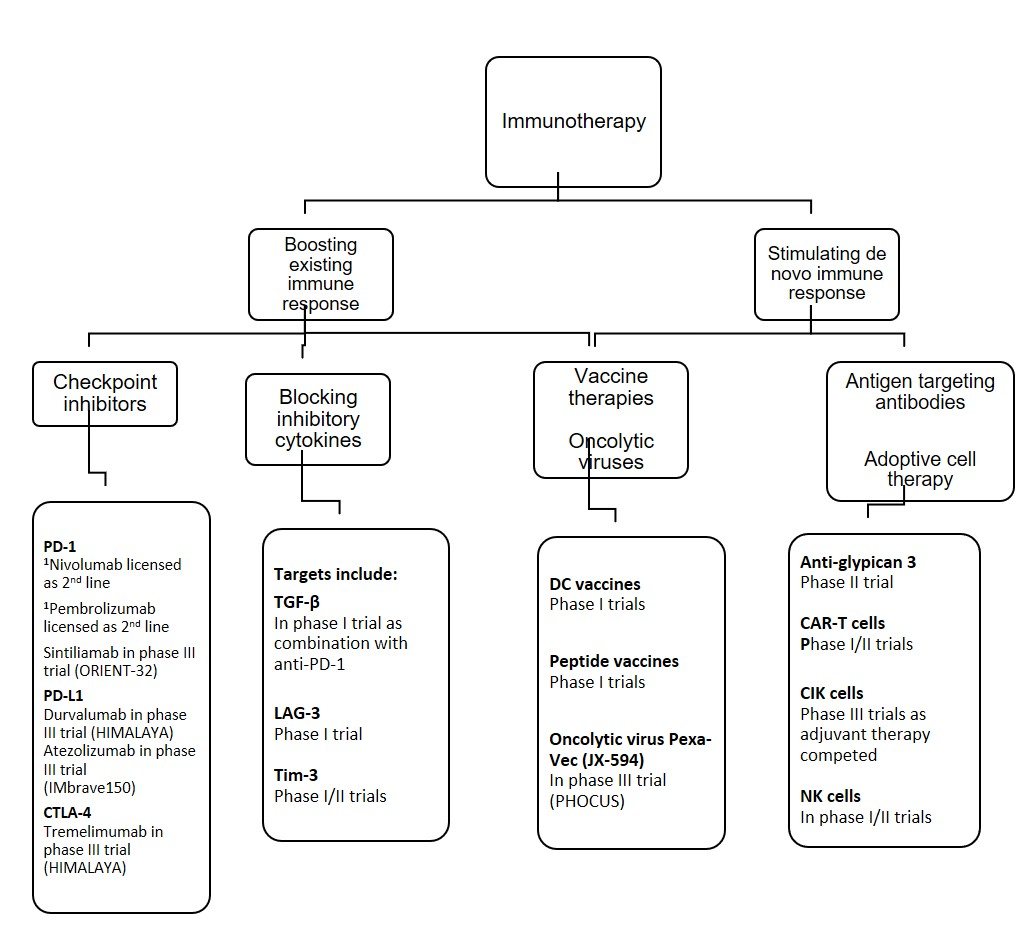 Immunotherapy
Boosting
existing
immune
response
Stimulating de
novo immune
response
Checkpoint
inhibitors
Blocking
inhibitory
cytokines
Vaccine
therapies
Oncolytic
viruses
Antigen targeting
antibodies
Adoptive cell
therapy
PD-1
¹Nivolumab licensed
as 2ⁿᵈ line
¹Pembrolizumab
licensed as 2ⁿᵈ line
Sintiliamab in phase III
trial (ORIENT-32)
PD-L1
Durvalumab in phase
III trial (HIMALAYA)
Atezolizumab in phase
III trial
(IMbrave150)
CTLA-4
Tremelimumab in
phase III trial
(HIMALAYA)
Targets include:
TGF-β
In phase I trial as
combination with
anti-PD-1
LAG-3
Phase I trial
Tim-3
Phase I/II trials
DC vaccines
Phase I trials
Peptide vaccines
Phase I trials
Oncolytic virus Pexa-
Vec (JX-594)
In phase III trial
(PHOCUS)
Anti-glypican 3
Phase II trial
CAR-T cells
Phase I/II trials
CIK cells
Phase III trials as
adjuvant therapy
competed
NK cells
In phase I/II trials